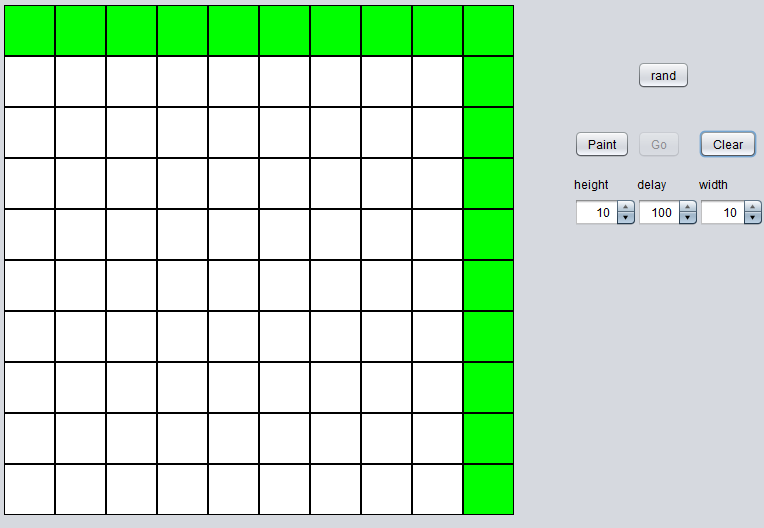 rand
Paint Go Clear
height delay width
10 100 10